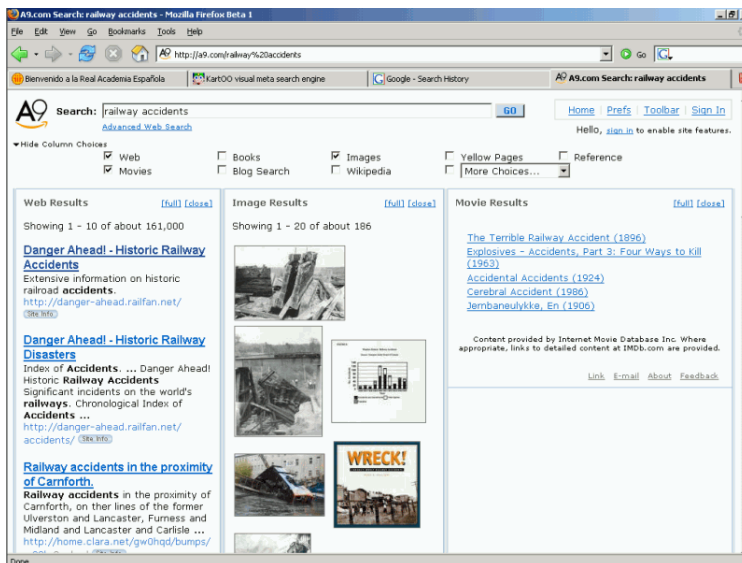 A9.com Search: railway accidents - Mozilla Firefox Beta 1
File Edit View Go Bookmarks Tools Help
http://a9.com/railway%20accidents Go
Bienvenido a la Real Academia Española KartOO visual meta search engine Google - Search History A9.com Search: railway accidents
A9 Search: railway accidents GO Home Prefs Toolbar Sign In
Advanced Web Search
Hello, sign in to enable site features.
Hide Column Choices
Web Books Images Yellow Pages Reference
Movies Blog Search Wikipedia More Choices...
Web Results [full] [close]
Showing 1 - 10 of about 161,000
Danger Ahead! - Historic Railway
Accidents
Extensive information on historic
railroad accidents.
http://danger-ahead.railfan.net/
Site Info
Danger Ahead! - Historic Railway
Disasters
Index of Accidents. ... Danger Ahead!
Historic Railway Accidents
Significant incidents on the world's
railways. Chronological Index of
Accidents ...
http://danger-ahead.railfan.net/
accidents/ Site Info
Railway accidents in the proximity
of Carnforth.
Railway accidents in the proximity of
Carnforth, on ther lines of the former
Ulverston and Lancaster, Furness and
Midland and Lancaster and Carlisle ...
http://home.clara.net/gw0hqd/bumps/
Image Results [full] [close]
Showing 1 - 20 of about 186
WRECK!
Movie Results [full] [close]
The Terrible Railway Accident (1896)
Explosives - Accidents, Part 3: Four Ways to Kill
(1963)
Accidental Accidents (1924)
Cerebral Accident (1986)
Jernbaneulykke, En (1906)
Content provided by Internet Movie Database Inc. Where
appropriate, links to detailed content at IMDb.com are provided.
Link E-mail About Feedback
Done